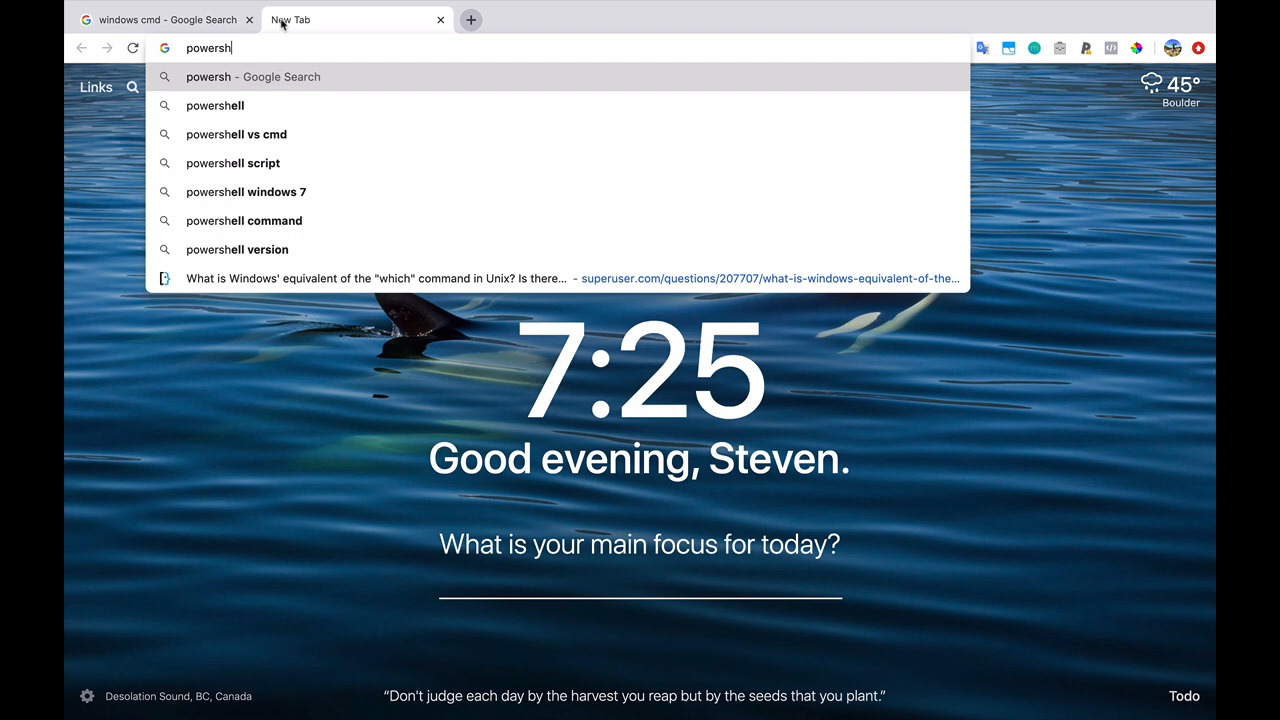 windows cmd - Google Search
New Tab
powersh
powersh - Google Search
powershell
powershell vs cmd
powershell script
powershell windows 7
powershell command
powershell version
What is Windows' equivalent of the "which" command in Unix? Is there... - superuser.com/questions/207707/what-is-windows-equivalent-of-the...
Links
45°
Boulder
7:25
Good evening, Steven.
What is your main focus for today?
Desolation Sound, BC, Canada
“Don't judge each day by the harvest you reap but by the seeds that you plant.”
Todo